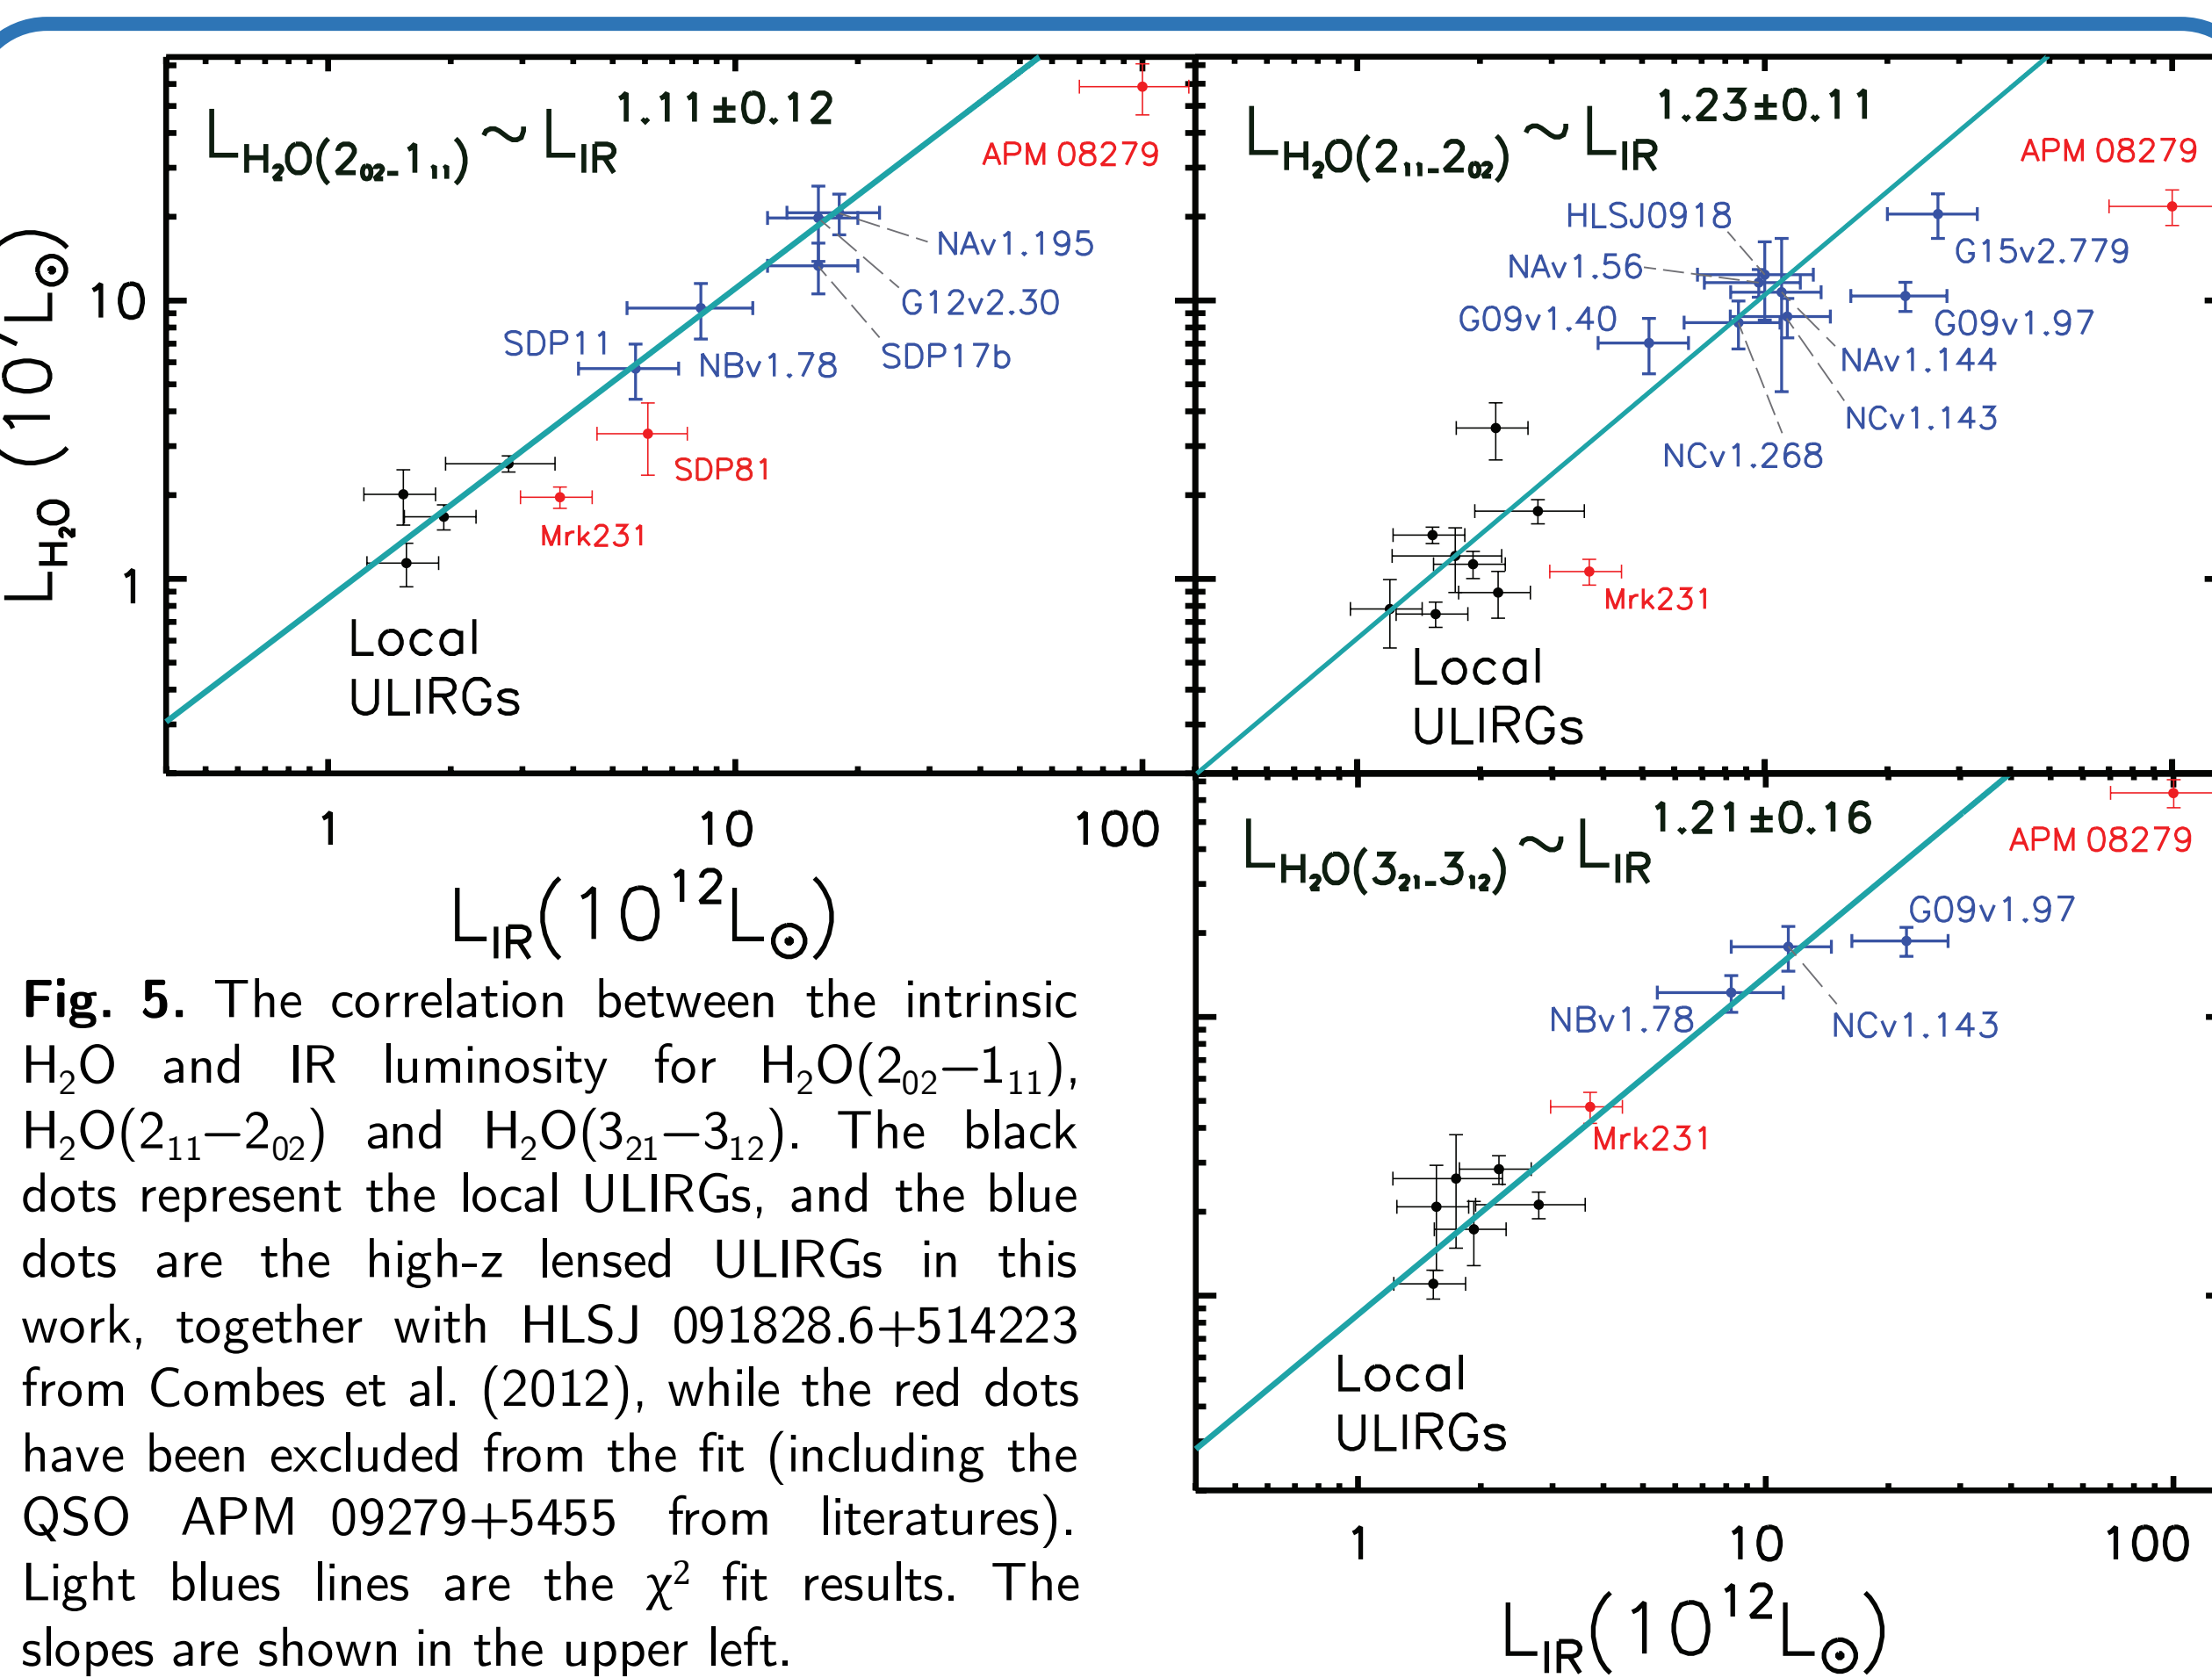 L_H₂O (10⁷L⊙)
10
1
L_H₂O(2₀₂-1₁₁) ~ L_IR^1.11±0.12
APM 08279
NAv1.195
G12v2.30
SDP17b
SDP11
NBv1.78
SDP81
Mrk231
Local
ULIRGs
1 10 100
L_IR(10¹²L⊙)
L_H₂O(2₁₁-2₀₂) ~ L_IR^1.23±0.11
APM 08279
HLSJ0918
G15v2.779
NAv1.56
G09v1.40
G09v1.97
NAv1.144
NCv1.143
NCv1.268
Mrk231
Local
ULIRGs
L_H₂O(3₂₁-3₁₂) ~ L_IR^1.21±0.16
APM 08279
G09v1.97
NBv1.78
NCv1.143
Mrk231
Local
ULIRGs
1 10 100
L_IR(10¹²L⊙)
Fig. 5. The correlation between the intrinsic
H₂O and IR luminosity for H₂O(2₀₂–1₁₁),
H₂O(2₁₁–2₀₂) and H₂O(3₂₁–3₁₂). The black
dots represent the local ULIRGs, and the blue
dots are the high-z lensed ULIRGs in this
work, together with HLSJ 091828.6+514223
from Combes et al. (2012), while the red dots
have been excluded from the fit (including the
QSO APM 09279+5455 from literatures).
Light blues lines are the χ² fit results. The
slopes are shown in the upper left.